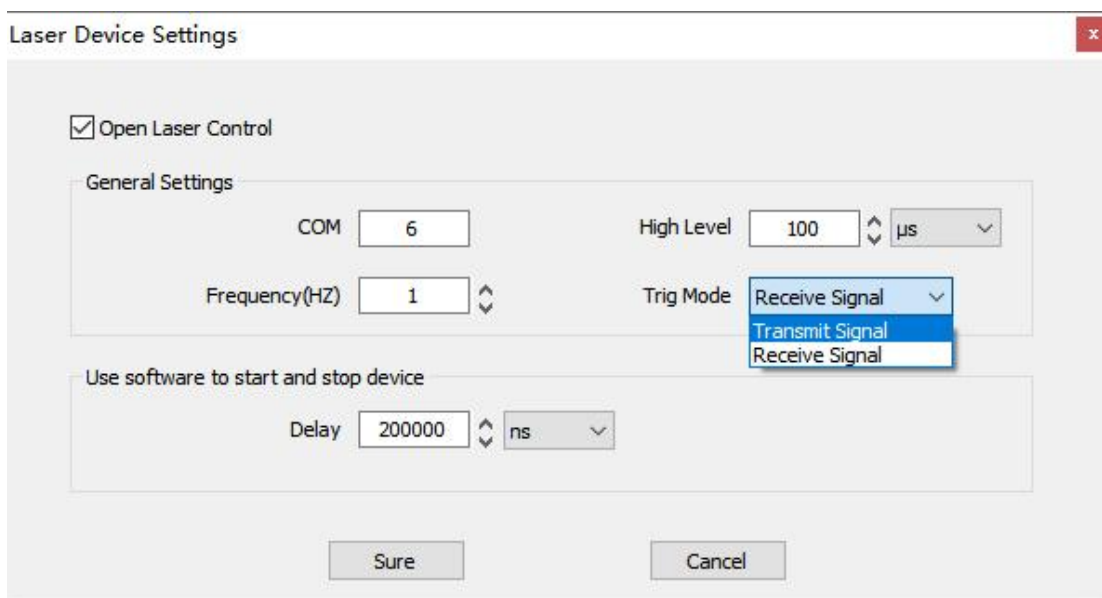 Laser Device Settings
x
Open Laser Control
General Settings
COM 6 High Level 100 µs
Frequency(HZ) 1 Trig Mode Receive Signal
Transmit Signal
Receive Signal
Use software to start and stop device
Delay 200000 ns
Sure Cancel